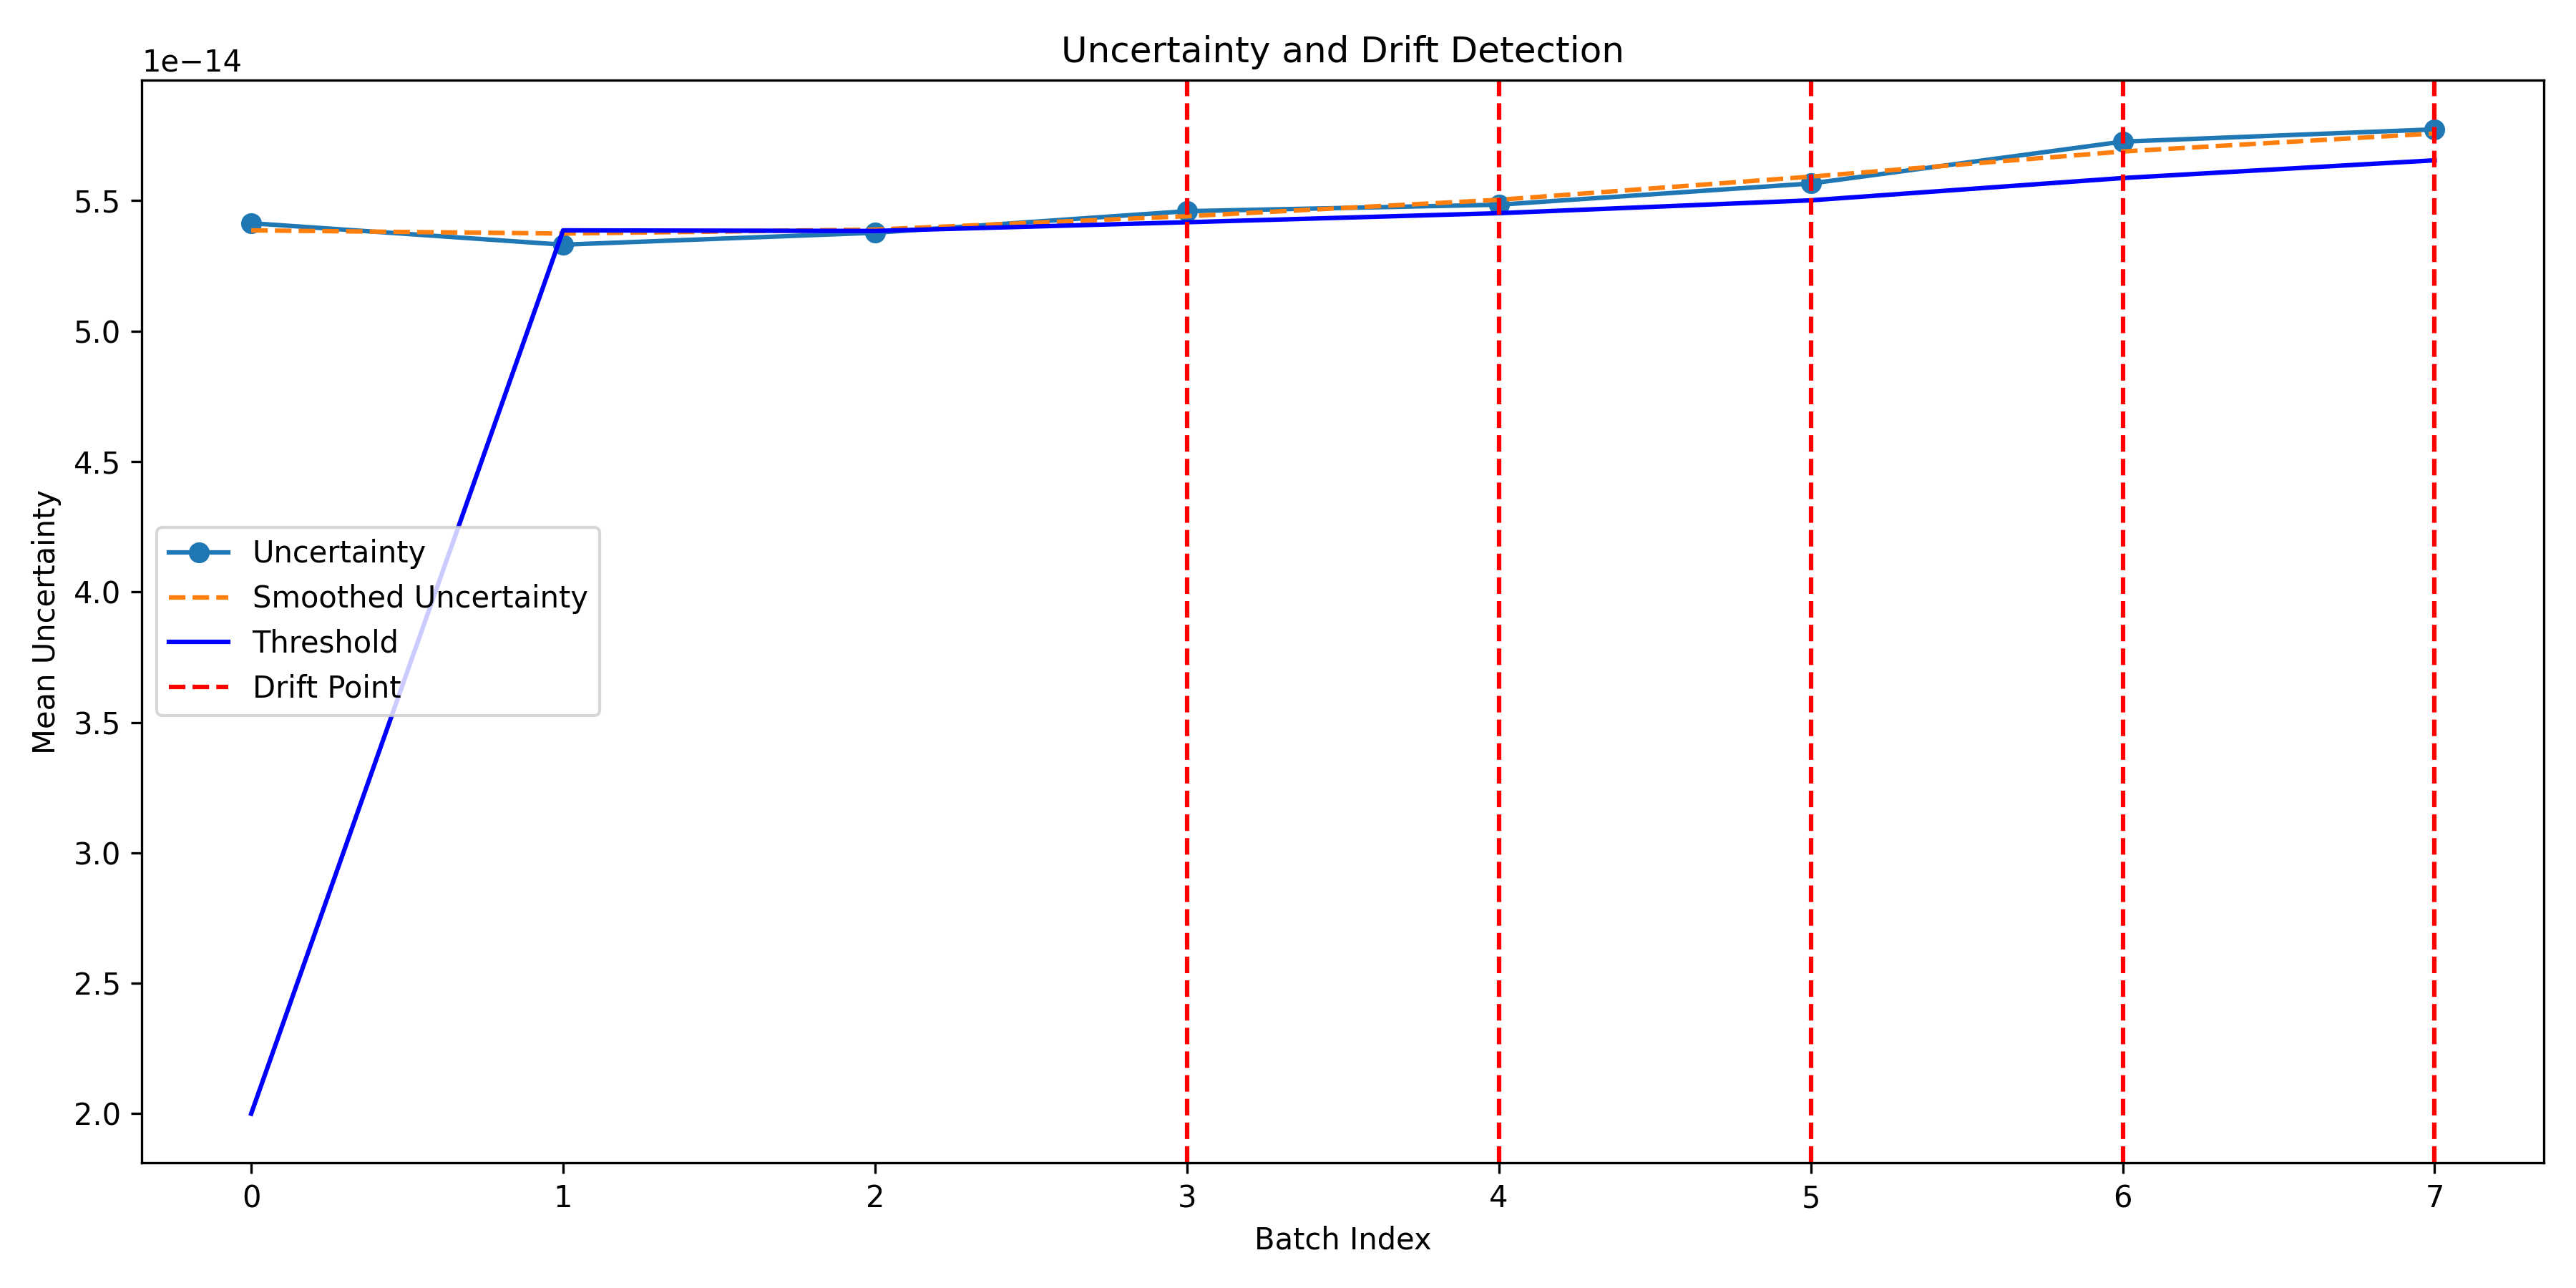 Uncertainty and Drift Detection
1e−14
5.5
5.0
4.5
4.0
3.5
3.0
2.5
2.0
Mean Uncertainty
Uncertainty
Smoothed Uncertainty
Threshold
Drift Point
0 1 2 3 4 5 6 7
Batch Index